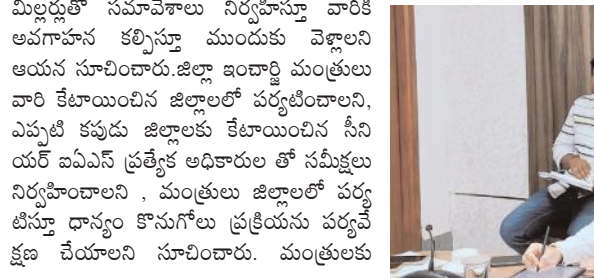 మిల్లర్లుతో సమావేశాలు నిర్వహిస్తూ వారికి
అవగాహన కల్పిస్తూ ముందుకు వెళ్లాలని
ఆయన సూచించారు.జిల్లా ఇంచార్జి మంత్రులు
వారి కేటాయించిన జిల్లాలలో పర్యటించాలని,
ఎప్పటి కపుడు జిల్లాలకు కేటాయించిన సీని
యర్ ఐఏఎస్ ప్రత్యేక అధికారుల తో సమీక్షలు
నిర్వహించాలని , మంత్రులు జిల్లాలలో పర్య
టిస్తూ ధాన్యం కొనుగోలు ప్రక్రియను పర్యవే
క్షణ చేయాలని సూచించారు. మంత్రులకు